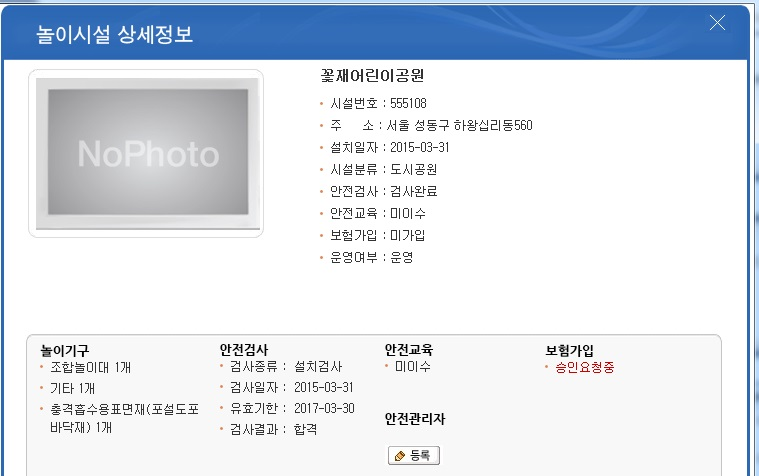 놀이시설 상세정보
NoPhoto
꽃재어린이공원
시설번호 : 555108
주 소 : 서울 성동구 하왕십리동560
설치일자 : 2015-03-31
시설분류 : 도시공원
안전검사 : 검사완료
안전교육 : 미이수
보험가입 : 미가입
운영여부 : 운영
놀이기구
조합놀이대 1개
기타 1개
충격흡수용표면재(포설도포
바닥재) 1개
안전검사
검사종류 : 설치검사
검사일자 : 2015-03-31
유효기한 : 2017-03-30
검사결과 : 합격
안전교육
미이수
안전관리자
등록
보험가입
승인요청중